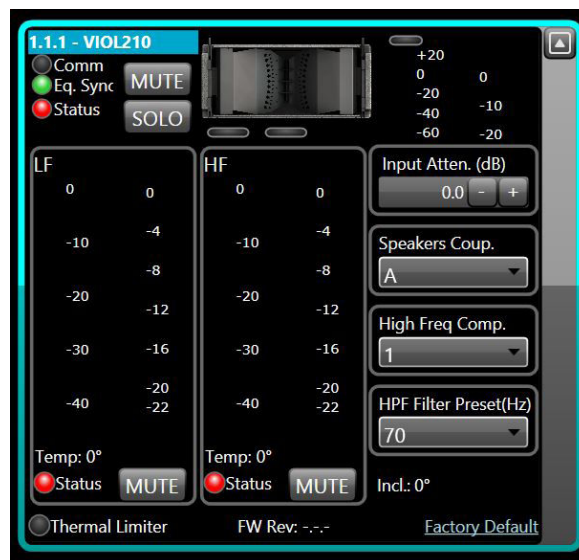 1.1.1 - VIOL210
Comm
Eq. Sync
Status
MUTE
SOLO
+20
0
-20
-40
-60
0
-10
-20
LF
0
-10
-20
-30
-40
0
-4
-8
-12
-16
-20
-22
Temp: 0°
Status
MUTE
HF
0
-10
-20
-30
-40
0
-4
-8
-12
-16
-20
-22
Temp: 0°
Status
MUTE
Input Atten. (dB)
0.0 - +
Speakers Coup.
A
High Freq Comp.
1
HPF Filter Preset(Hz)
70
Incl.: 0°
Thermal Limiter
FW Rev: -.-.-
Factory Default